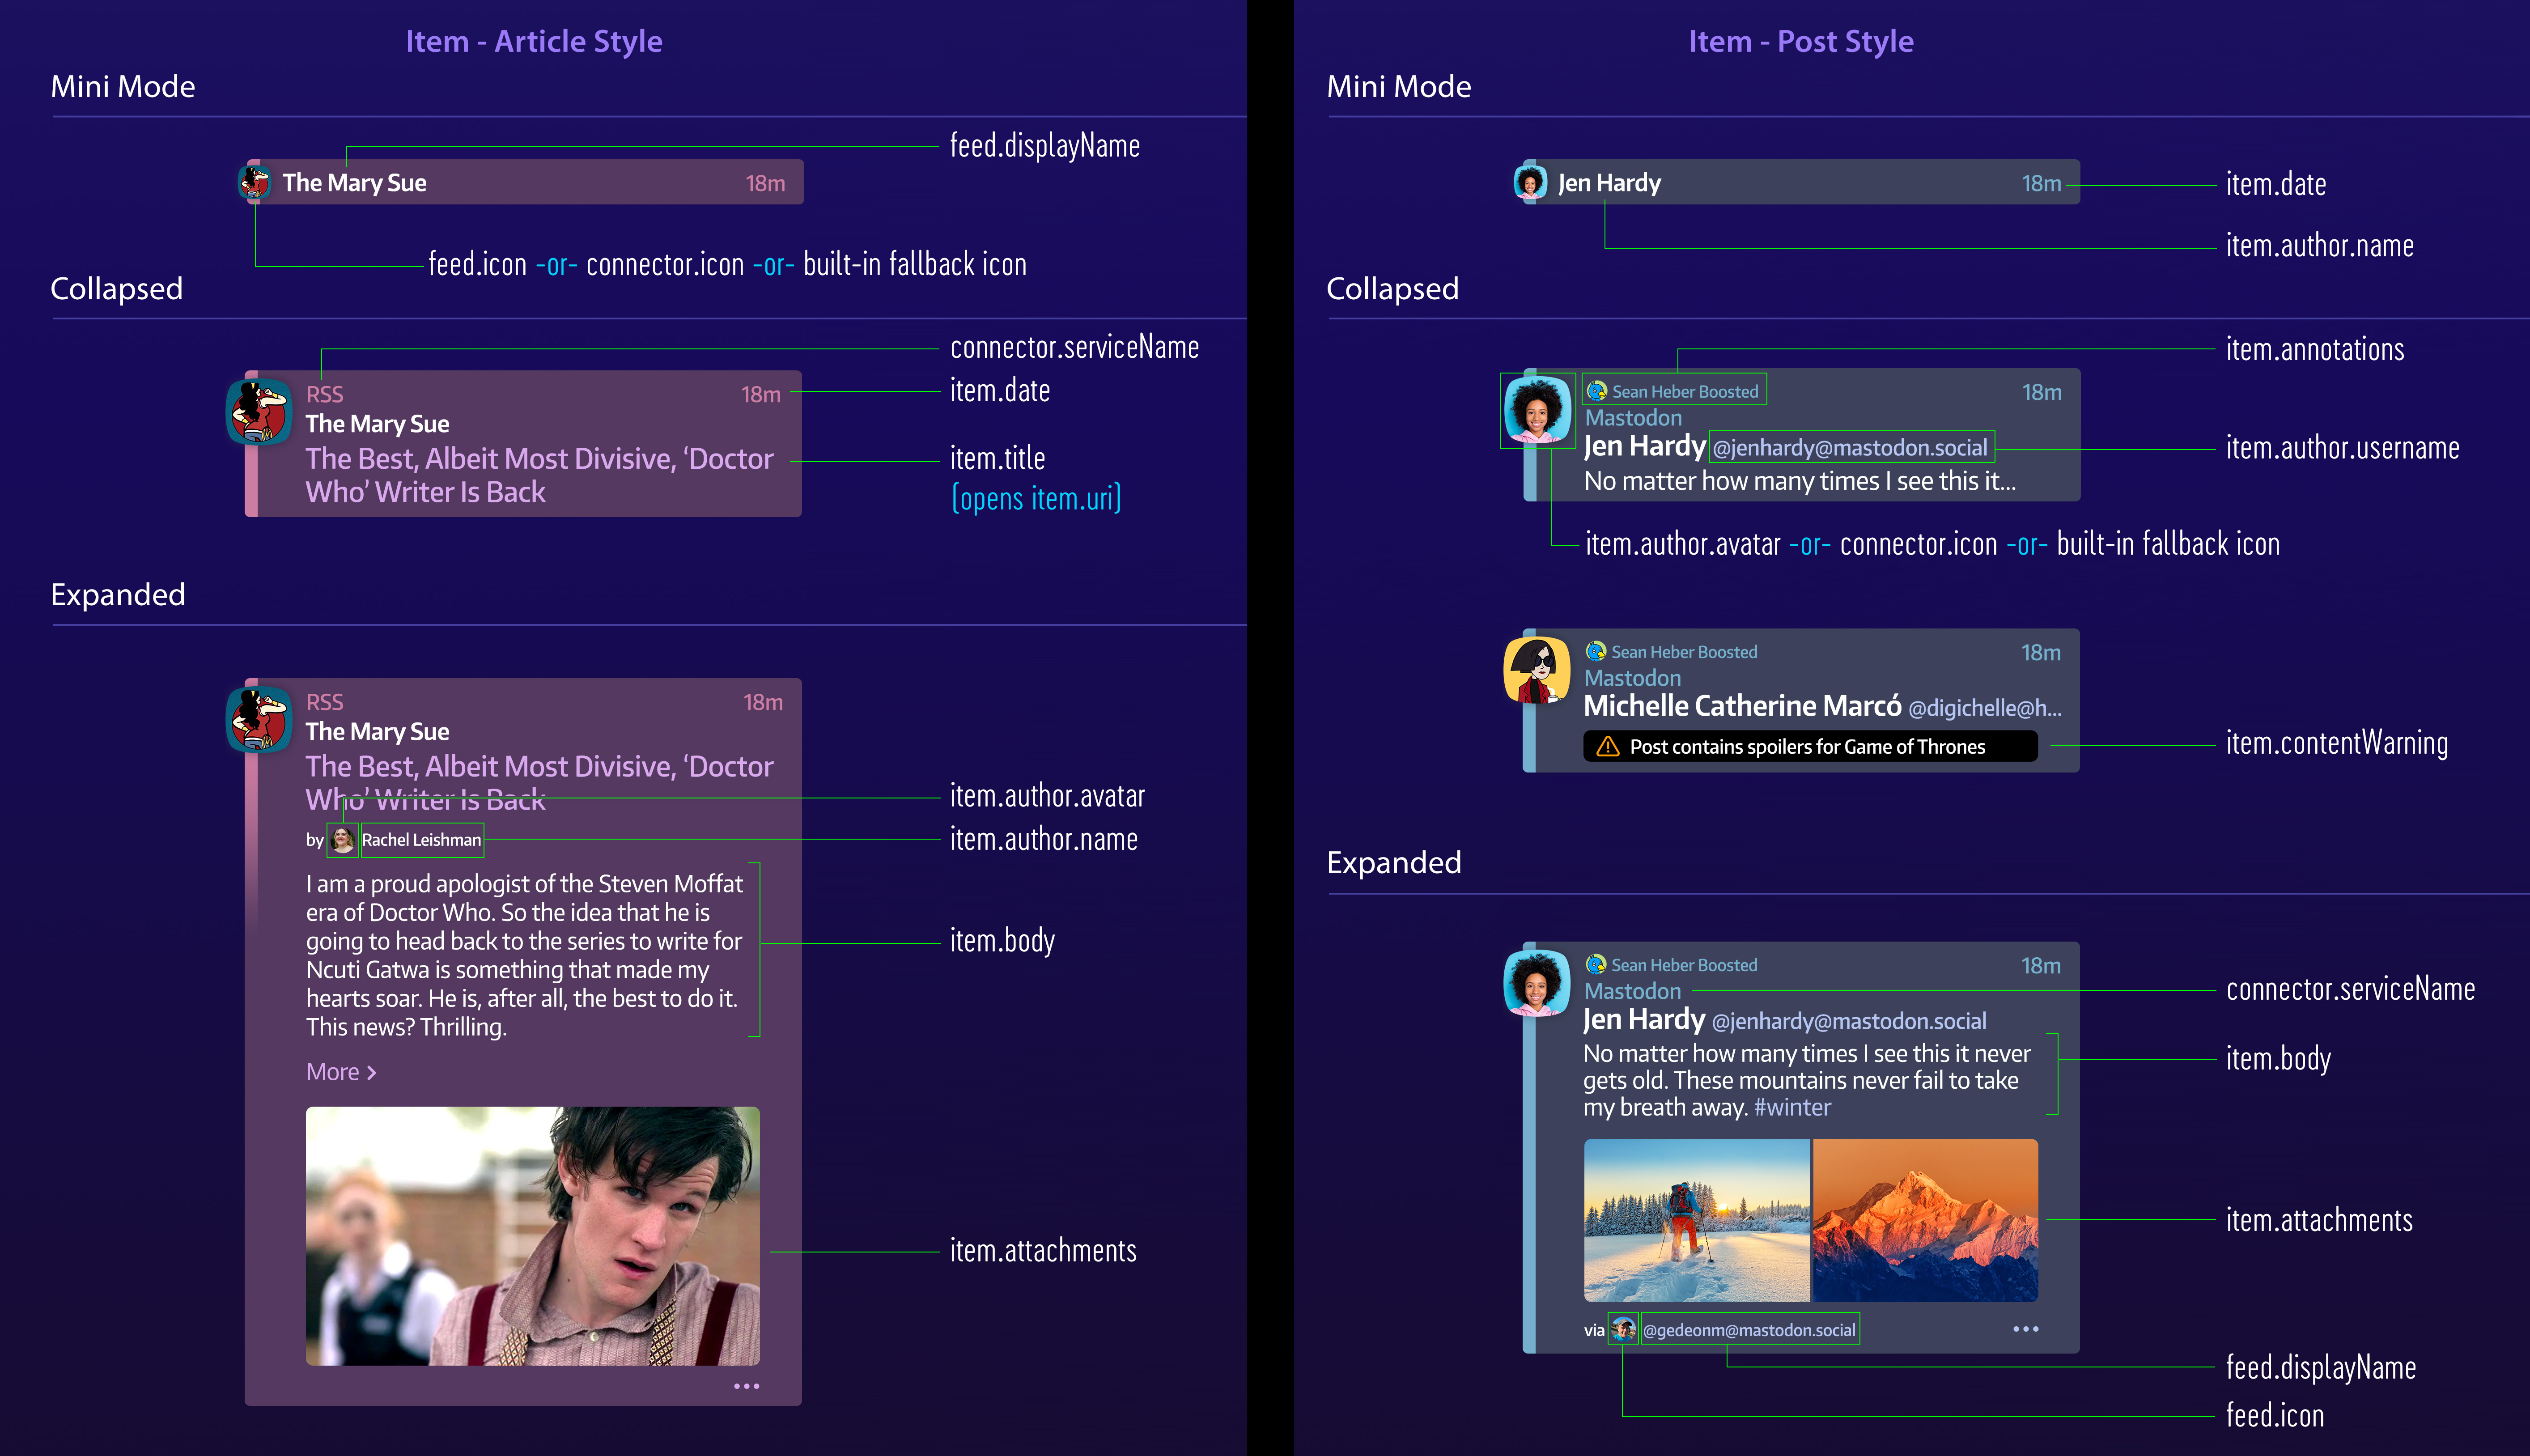 Item - Article Style
Mini Mode
feed.displayName
The Mary Sue
18m
feed.icon -or- connector.icon -or- built-in fallback icon
Collapsed
connector.serviceName
RSS
18m
item.date
The Mary Sue
The Best, Albeit Most Divisive, ‘Doctor
Who’ Writer Is Back
item.title
(opens item.uri)
Expanded
RSS
18m
The Mary Sue
The Best, Albeit Most Divisive, ‘Doctor
Who’ Writer Is Back
item.author.avatar
by Rachel Leishman
item.author.name
I am a proud apologist of the Steven Moffat
era of Doctor Who. So the idea that he is
going to head back to the series to write for
Ncuti Gatwa is something that made my
hearts soar. He is, after all, the best to do it.
This news? Thrilling.
item.body
More >
item.attachments
Item - Post Style
Mini Mode
Jen Hardy
18m
item.date
item.author.name
Collapsed
item.annotations
Sean Heber Boosted
18m
Mastodon
Jen Hardy @jenhardy@mastodon.social
item.author.username
No matter how many times I see this it...
item.author.avatar -or- connector.icon -or- built-in fallback icon
Sean Heber Boosted
18m
Mastodon
Michelle Catherine Marcó @digichelle@h...
Post contains spoilers for Game of Thrones
item.contentWarning
Expanded
Sean Heber Boosted
18m
Mastodon
connector.serviceName
Jen Hardy @jenhardy@mastodon.social
No matter how many times I see this it never
gets old. These mountains never fail to take
my breath away. #winter
item.body
item.attachments
via @gedeonm@mastodon.social
feed.displayName
feed.icon